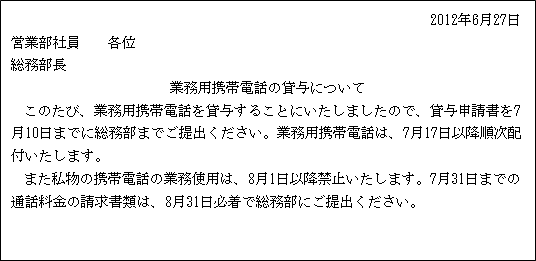 2012年6月27日
営業部社員　　各位
総務部長
業務用携帯電話の貸与について
　このたび、業務用携帯電話を貸与することにいたしましたので、貸与申請書を7
月10日までに総務部までご提出ください。業務用携帯電話は、7月17日以降順次配
付いたします。
　また私物の携帯電話の業務使用は、8月1日以降禁止いたします。7月31日までの
通話料金の請求書類は、8月31日必着で総務部にご提出ください。